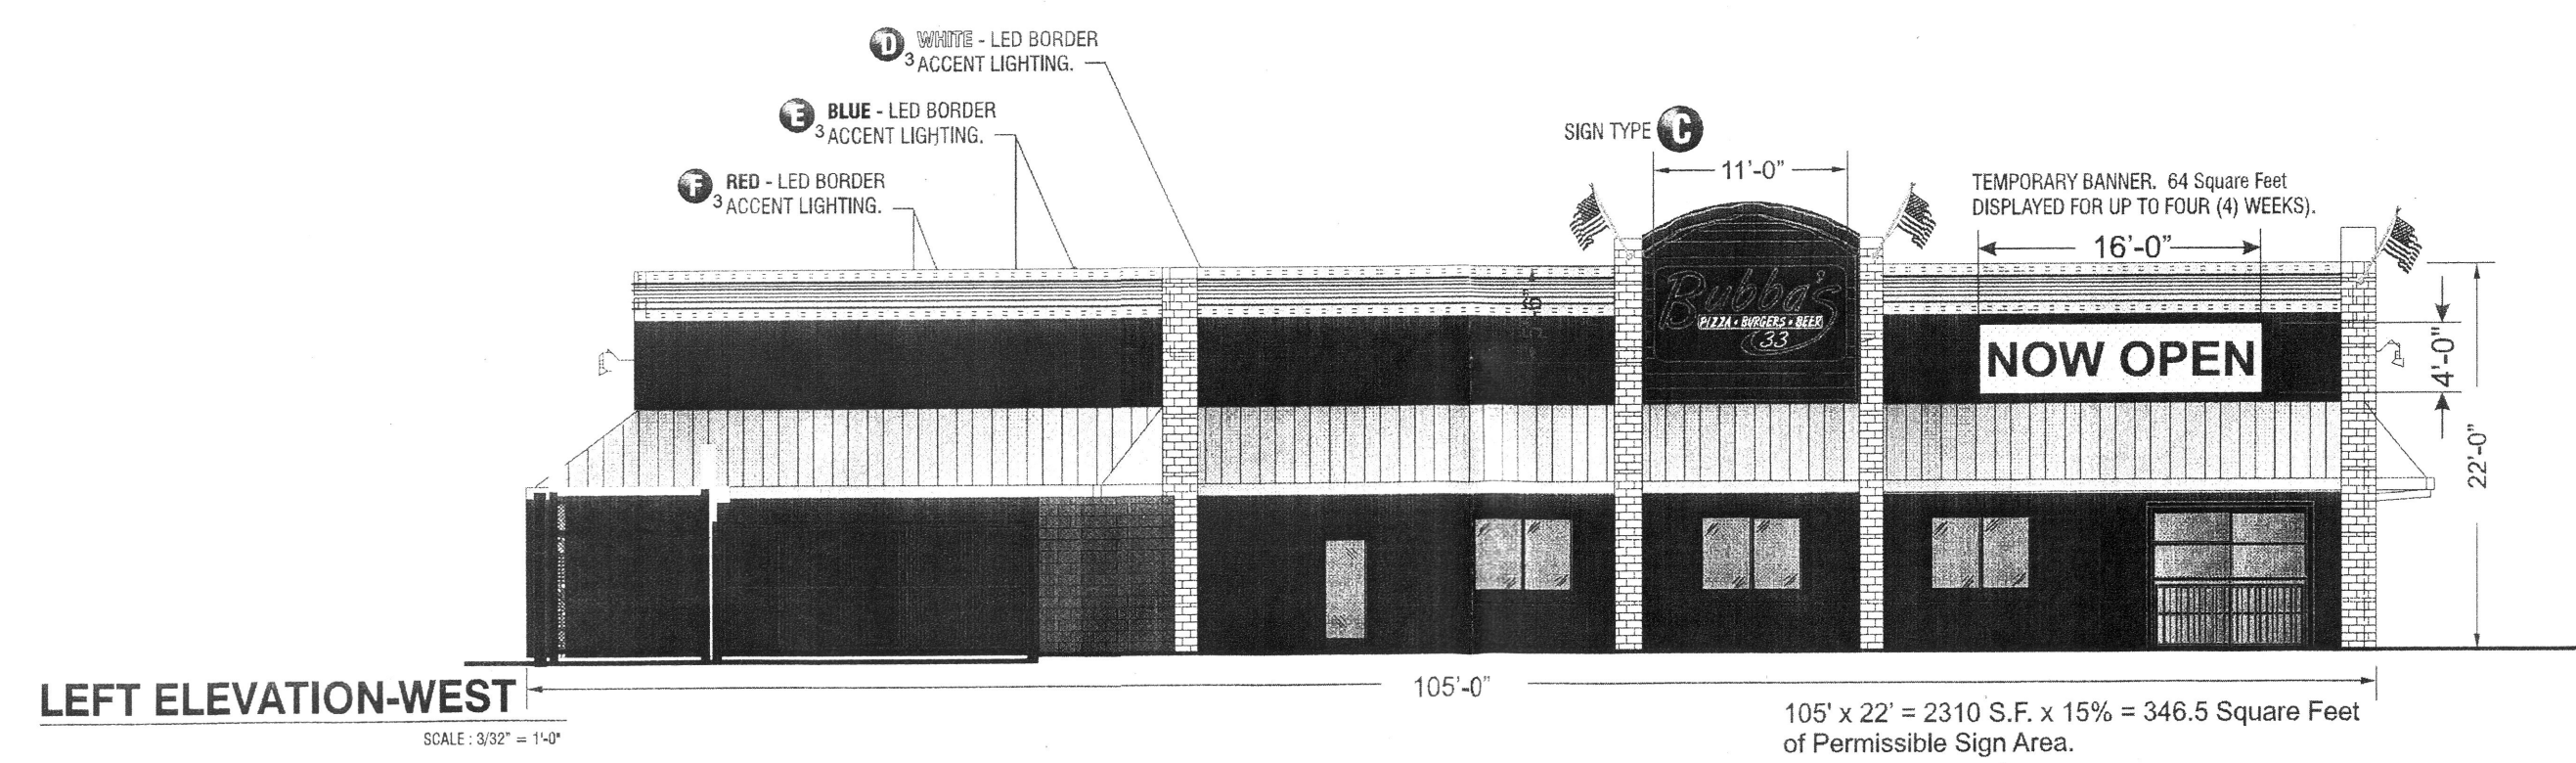 D WHITE - LED BORDER
3 ACCENT LIGHTING.
E BLUE - LED BORDER
3 ACCENT LIGHTING.
F RED - LED BORDER
3 ACCENT LIGHTING.
SIGN TYPE C
11'-0"
TEMPORARY BANNER. 64 Square Feet
DISPLAYED FOR UP TO FOUR (4) WEEKS).
16'-0"
Bubba's
PIZZA • BURGERS • BEER
33
NOW OPEN
4'-0"
22'-0"
LEFT ELEVATION-WEST
SCALE : 3/32" = 1'-0"
105'-0"
105' x 22' = 2310 S.F. x 15% = 346.5 Square Feet
of Permissible Sign Area.